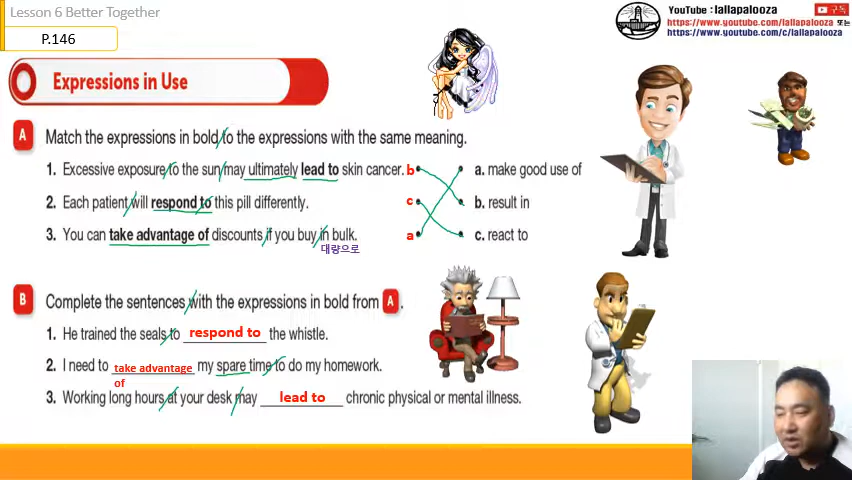 Lesson 6 Better Together
P.146
YouTube : lallapalooza 구독
https://www.youtube.com/lallapalooza 또는
https://www.youtube.com/c/lallapalooza
Expressions in Use
A Match the expressions in bold to the expressions with the same meaning.
1. Excessive exposure to the sun may ultimately lead to skin cancer. b
a. make good use of
2. Each patient will respond to this pill differently. c
b. result in
3. You can take advantage of discounts if you buy in bulk. a
c. react to
대량으로
B Complete the sentences with the expressions in bold from A.
1. He trained the seals to respond to the whistle.
2. I need to take advantage of my spare time to do my homework.
3. Working long hours at your desk may lead to chronic physical or mental illness.